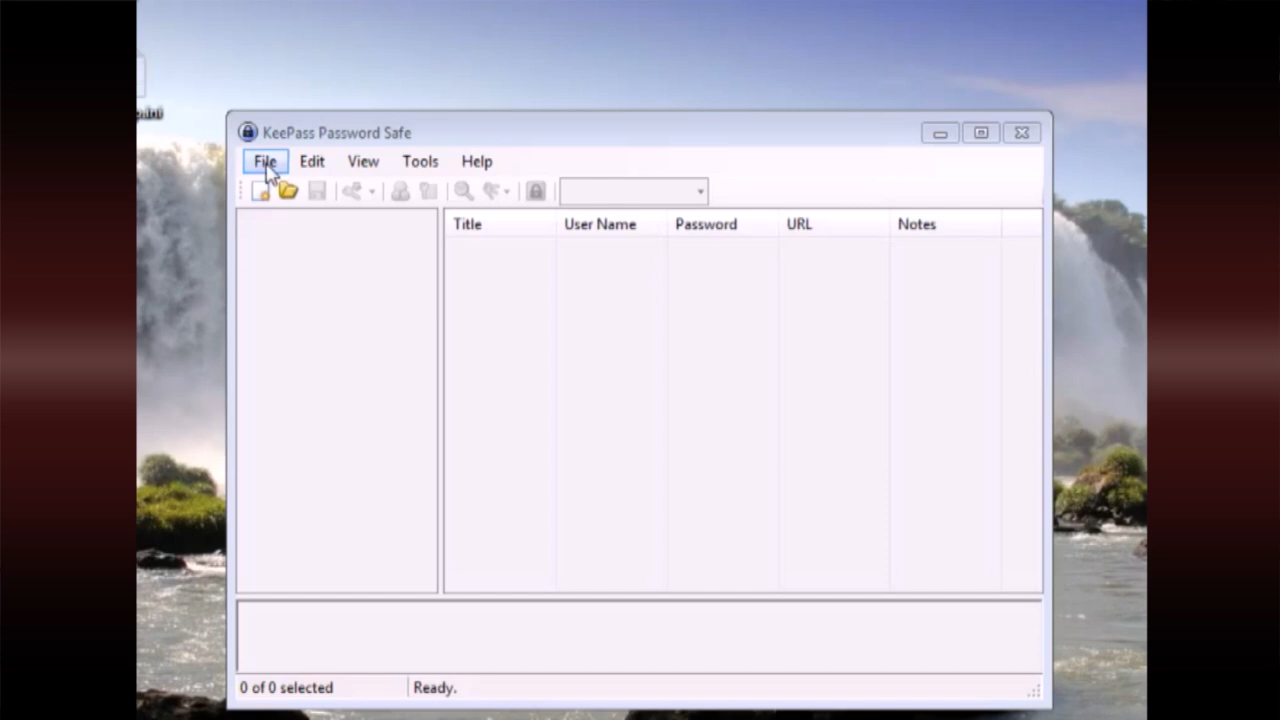 KeePass Password Safe
File Edit View Tools Help
Title User Name Password URL Notes
0 of 0 selected Ready.